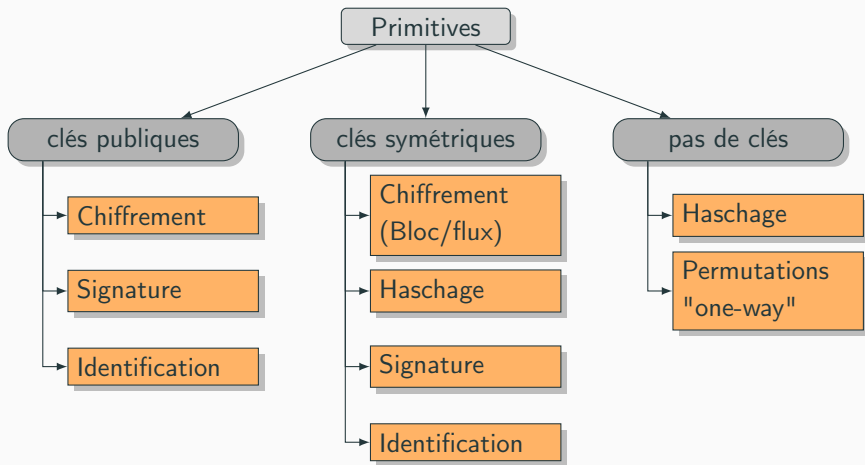 Primitives
clés publiques
Chiffrement
Signature
Identification
clés symétriques
Chiffrement
(Bloc/flux)
Haschage
Signature
Identification
pas de clés
Haschage
Permutations
"one-way"